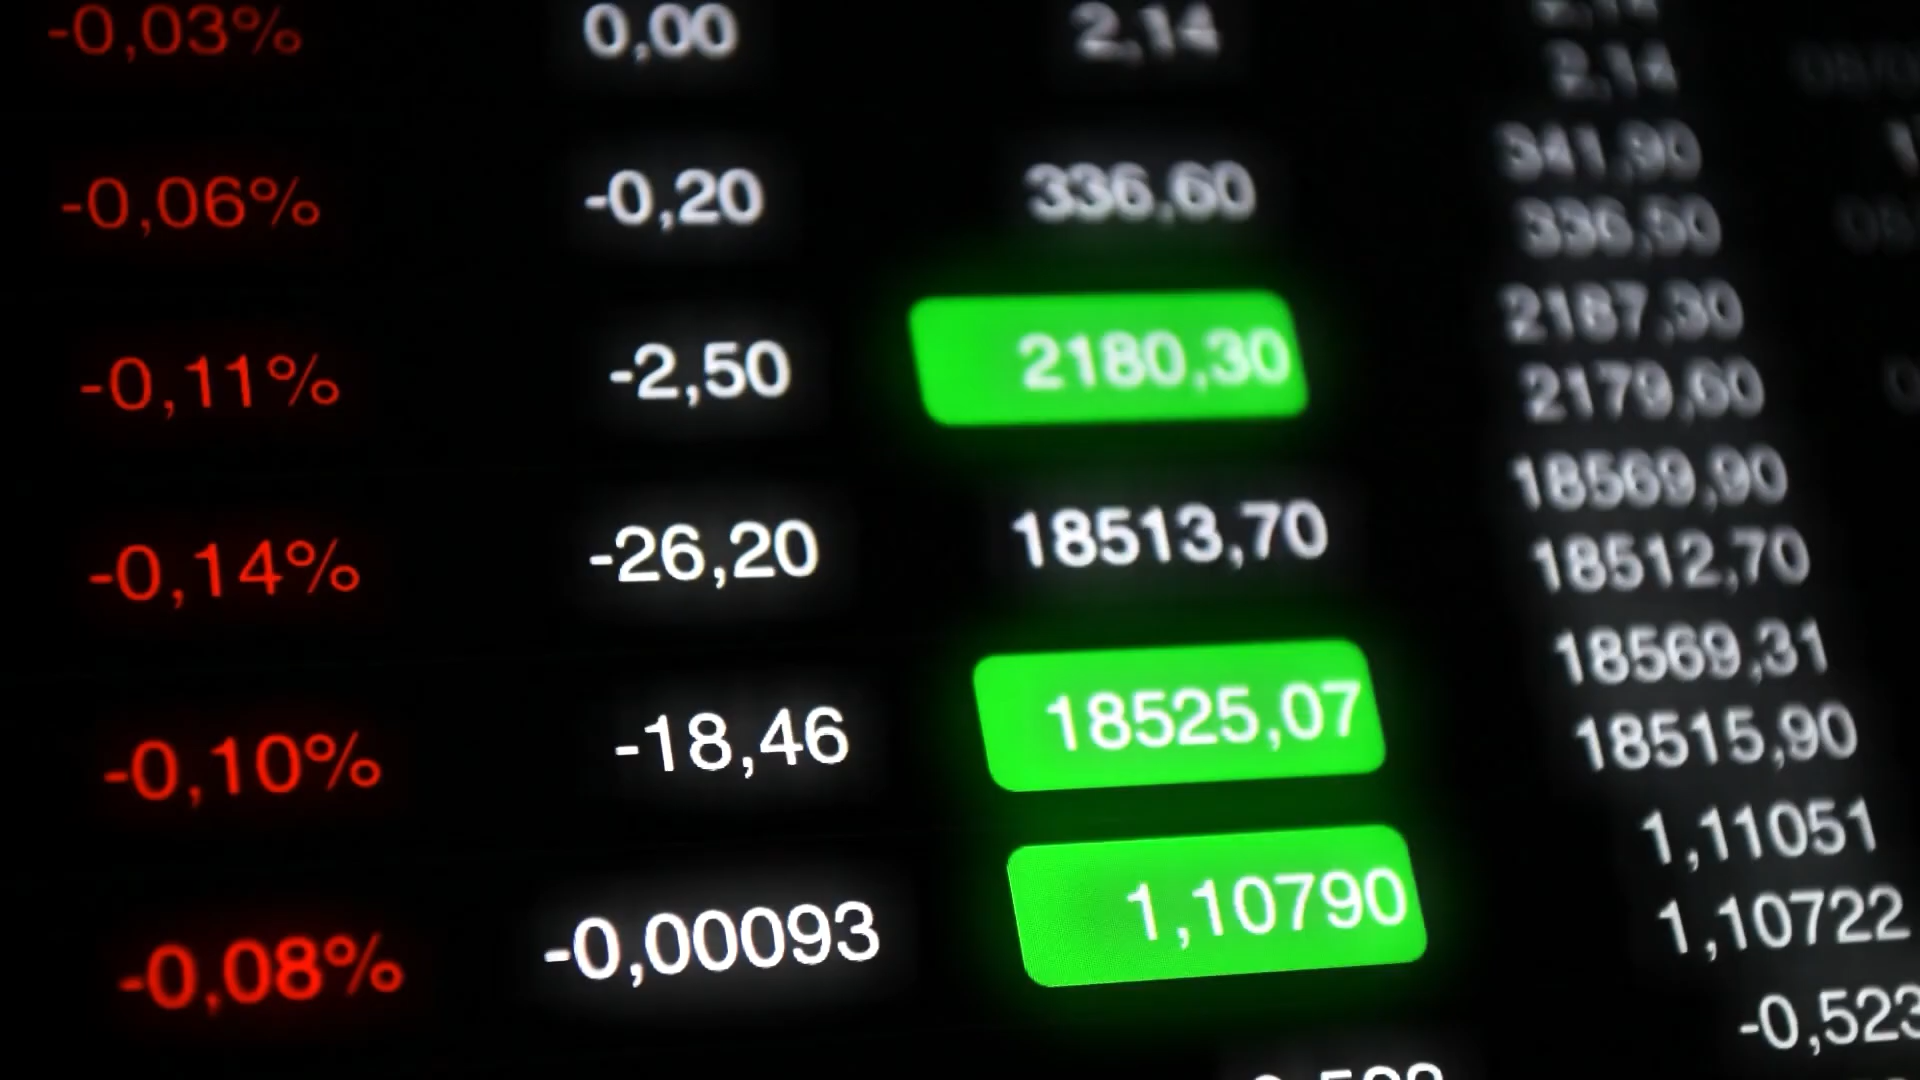 -0,03% 0,00 2,14 2,14
341,90
-0,06% -0,20 336,60 336,50
2187,30
-0,11% -2,50 2180,30 2179,60
18569,90
-0,14% -26,20 18513,70 18512,70
18569,31
-0,10% -18,46 18525,07 18515,90
1,11051
-0,08% -0,00093 1,10790 1,10722
-0,523